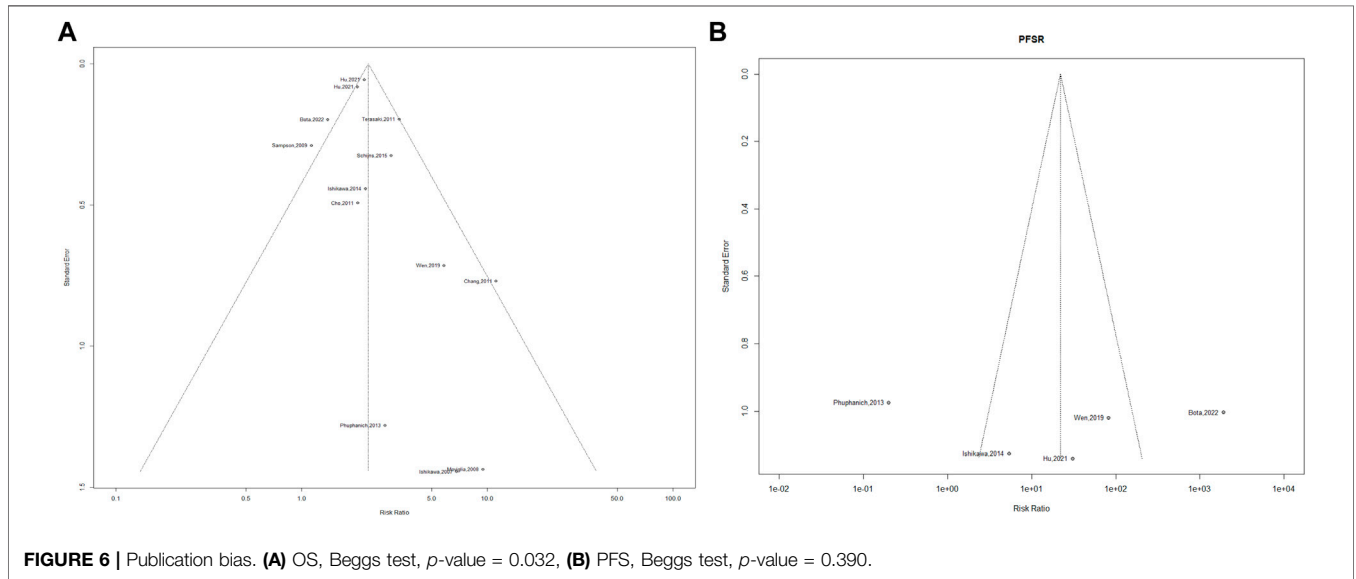 A
0.0
0.5
1.0
1.5
Standard Error
Hu,2021
Hu,2021
Bota,2022
Terasaki,2011
Sampson,2009
Schijns,2015
Ishikawa,2014
Cho,2011
Wen,2019
Chang,2011
Phuphanich,2013
Ishikawa,2007
0.1
0.5
1.0
5.0
10.0
50.0
100.0
Risk Ratio
B
PFSR
0.0
0.2
0.4
0.6
0.8
1.0
Standard Error
Phuphanich,2013
Wen,2019
Bota,2022
Ishikawa,2014
Hu,2021
1e-02
1e-01
1e+00
1e+01
1e+02
1e+03
1e+04
Risk Ratio
FIGURE 6 | Publication bias. (A) OS, Beggs test, p-value = 0.032, (B) PFS, Beggs test, p-value = 0.390.